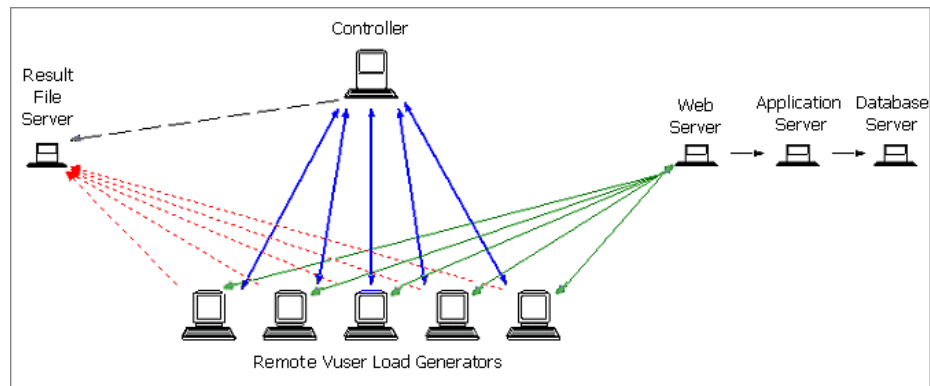 Controller
Result
File
Server
Web
Server
Application
Server
Database
Server
Remote Vuser Load Generators